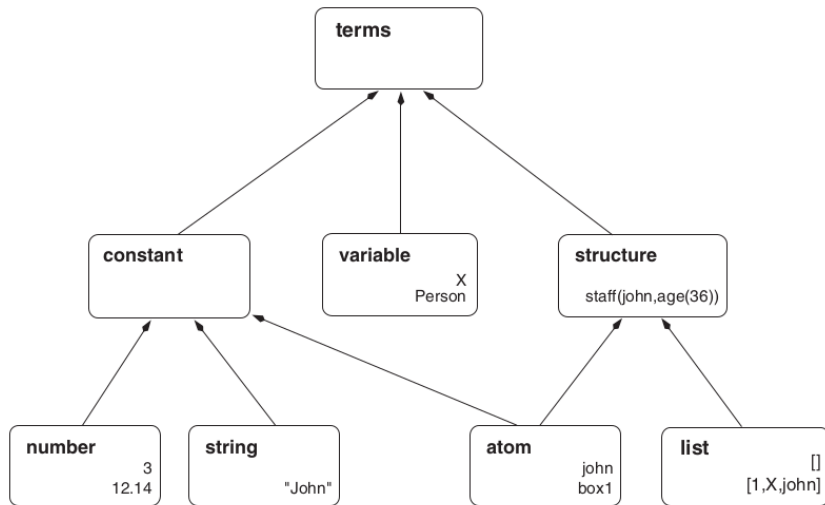 terms
constant
variable
X
Person
structure
staff(john,age(36))
number
3
12.14
string
"John"
atom
john
box1
list
[]
[1,X,john]